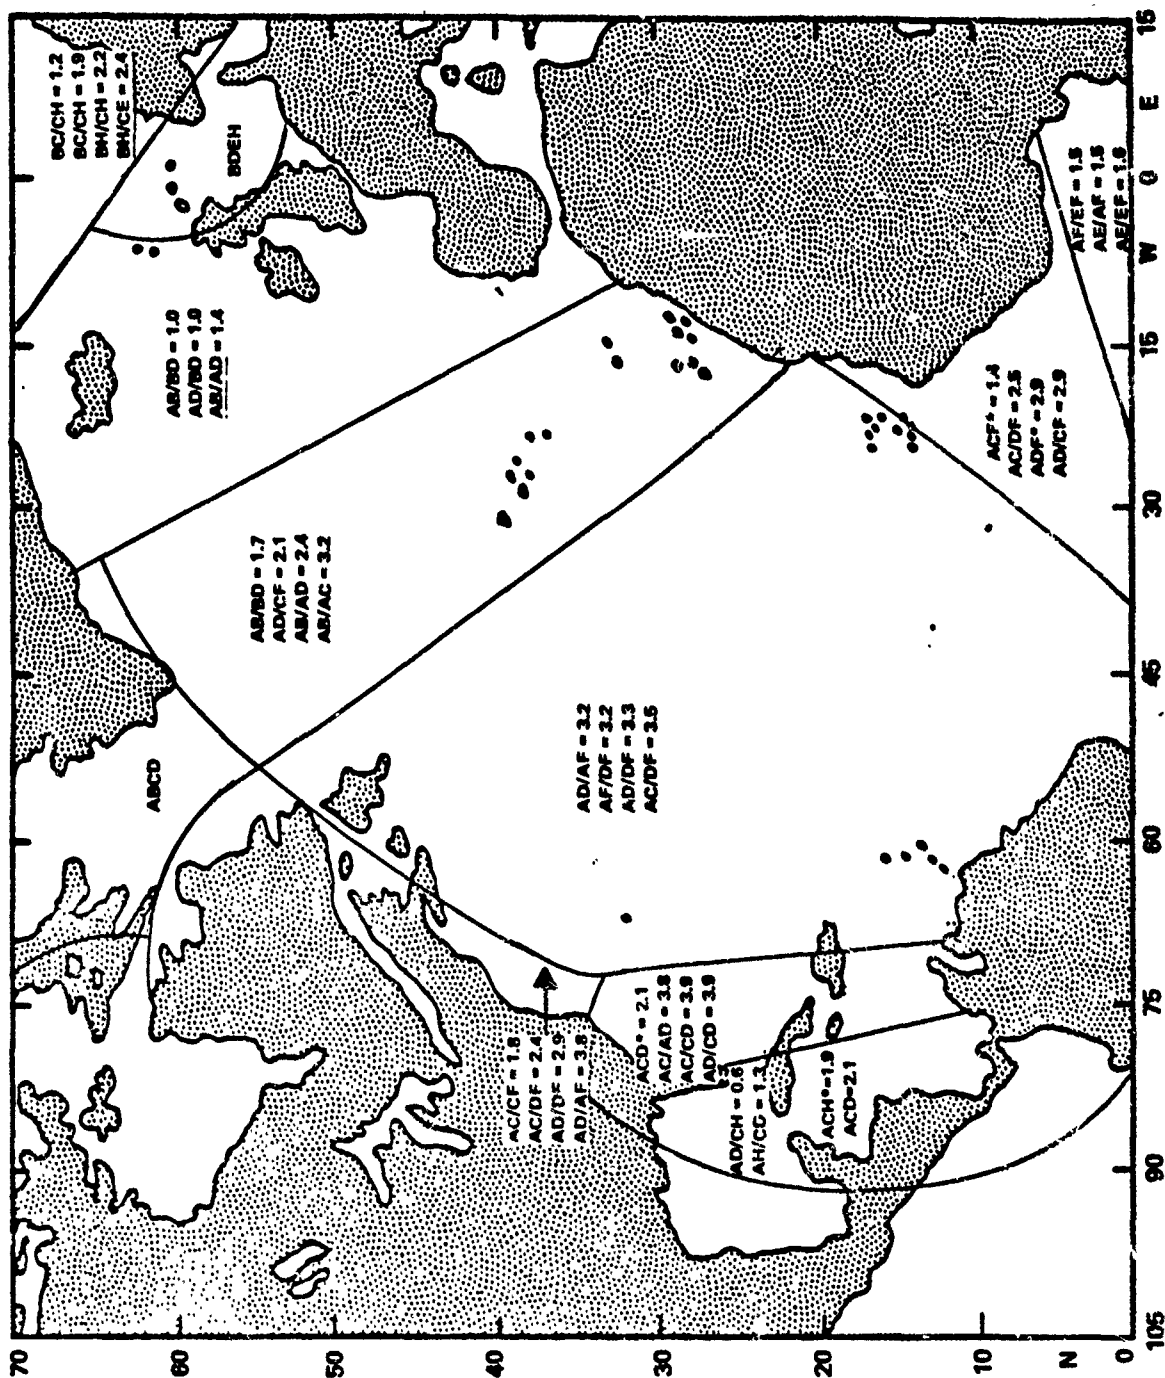 BC/CH = 1.2
BC/CH = 1.9
BH/CH = 2.2
BH/CE = 2.4
BDEH
AB/BD = 1.0
AD/BD = 1.0
AB/AD = 1.4
AB/BD = 1.7
AD/CF = 2.1
AB/AD = 2.4
AB/AC = 3.2
ABCD
AD/AF = 3.2
AF/DF = 3.2
AD/DF = 3.3
AC/DF = 3.5
AF/EF = 1.5
AE/AF = 1.5
AE/EF = 1.6
ACF* = 1.4
AC/DF = 2.5
ADF* = 2.9
AD/CF = 2.9
AC/CF = 1.8
AC/DF = 2.4
AD/DF = 2.9
AD/AF = 3.8
ACD* = 2.1
AC/AD = 3.8
AC/CD = 3.9
AD/CD = 3.9
AD/CH = 0.6
AH/CD = 1.3
ACH* = 1.9
ACD = 2.1
70
60
50
40
30
20
10
N
0
105
90
75
60
45
30
15
W
0
E
15